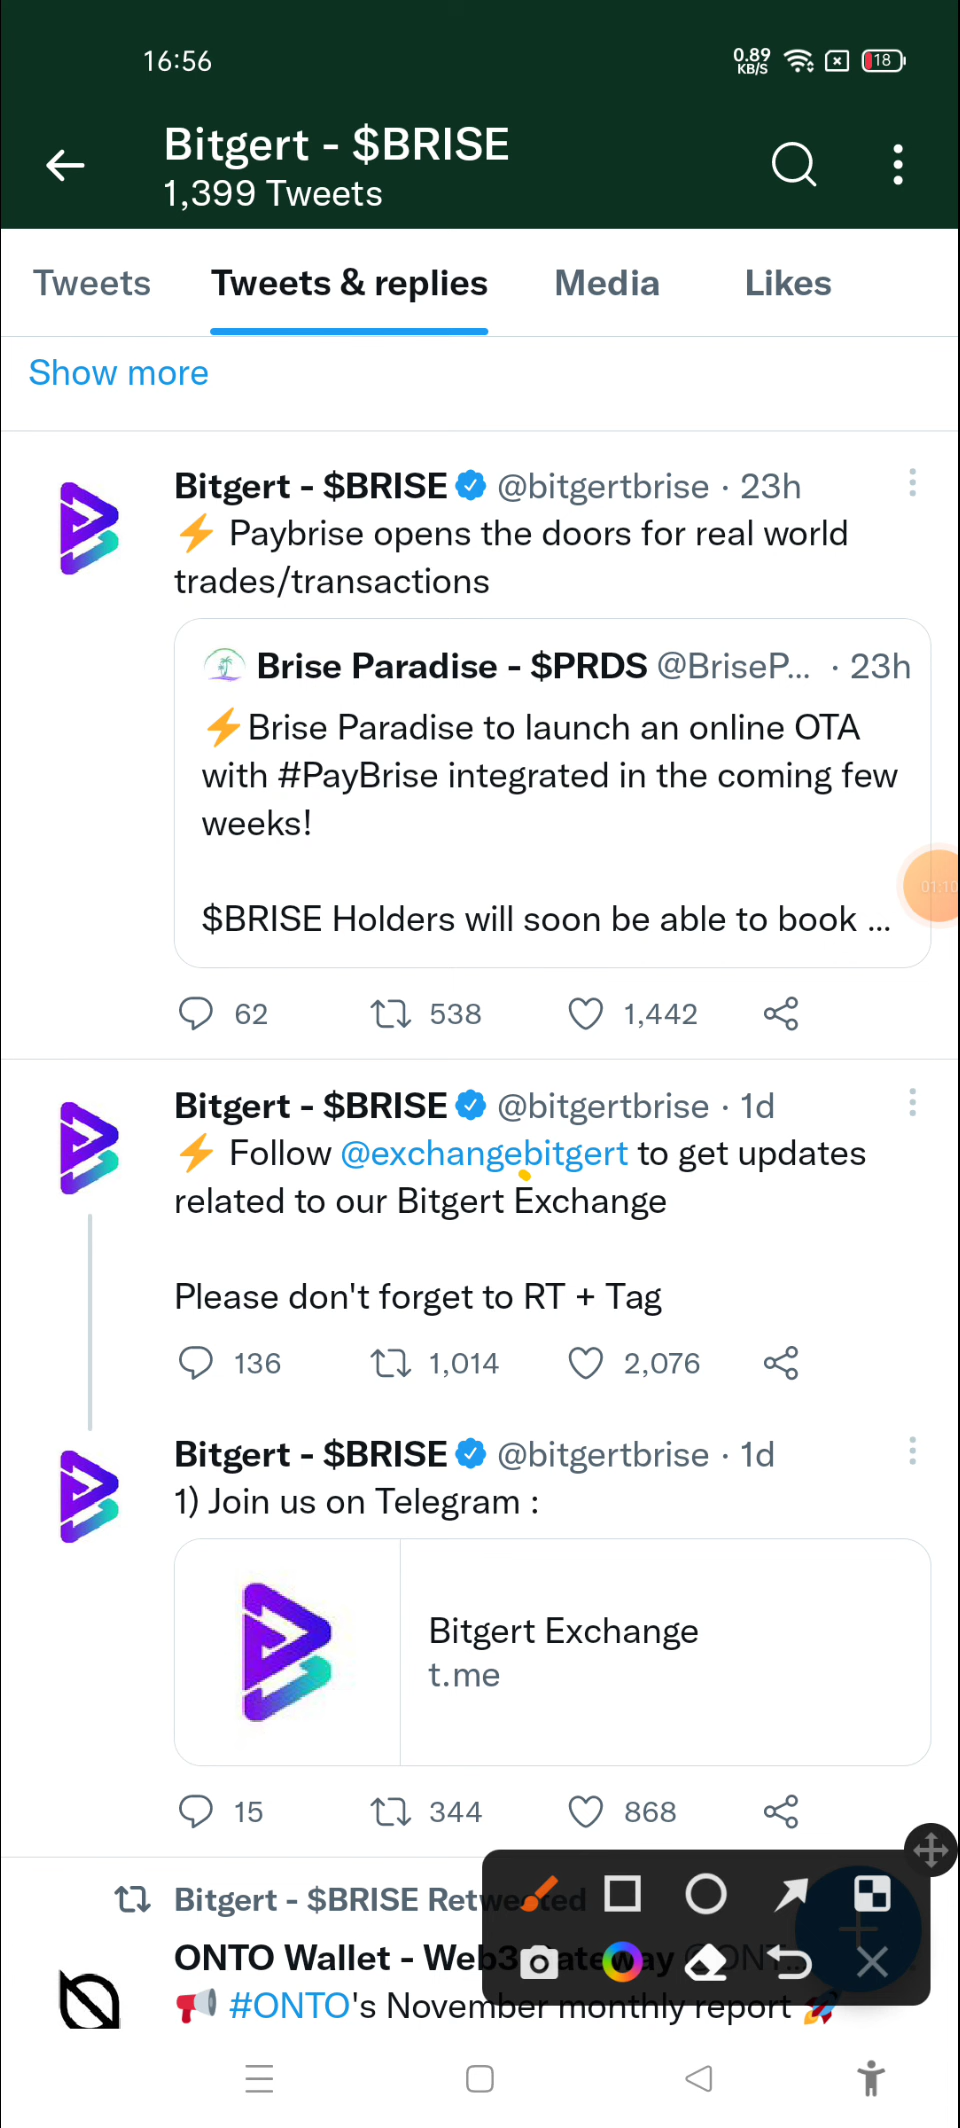 16:56
0.89
KB/S
18
Bitgert - $BRISE
1,399 Tweets
Tweets
Tweets & replies
Media
Likes
Show more
Bitgert - $BRISE @bitgertbrise · 23h
⚡ Paybrise opens the doors for real world
trades/transactions
Brise Paradise - $PRDS @BriseP... · 23h
⚡Brise Paradise to launch an online OTA
with #PayBrise integrated in the coming few
weeks!
$BRISE Holders will soon be able to book ...
01:10
62
538
1,442
Bitgert - $BRISE @bitgertbrise · 1d
⚡ Follow @exchangebitgert to get updates
related to our Bitgert Exchange
Please don't forget to RT + Tag
136
1,014
2,076
Bitgert - $BRISE @bitgertbrise · 1d
1) Join us on Telegram :
Bitgert Exchange
t.me
15
344
868
Bitgert - $BRISE Retweeted
ONTO Wallet - Web3 Gateway @ONT...
📢 #ONTO's November monthly report 🚀